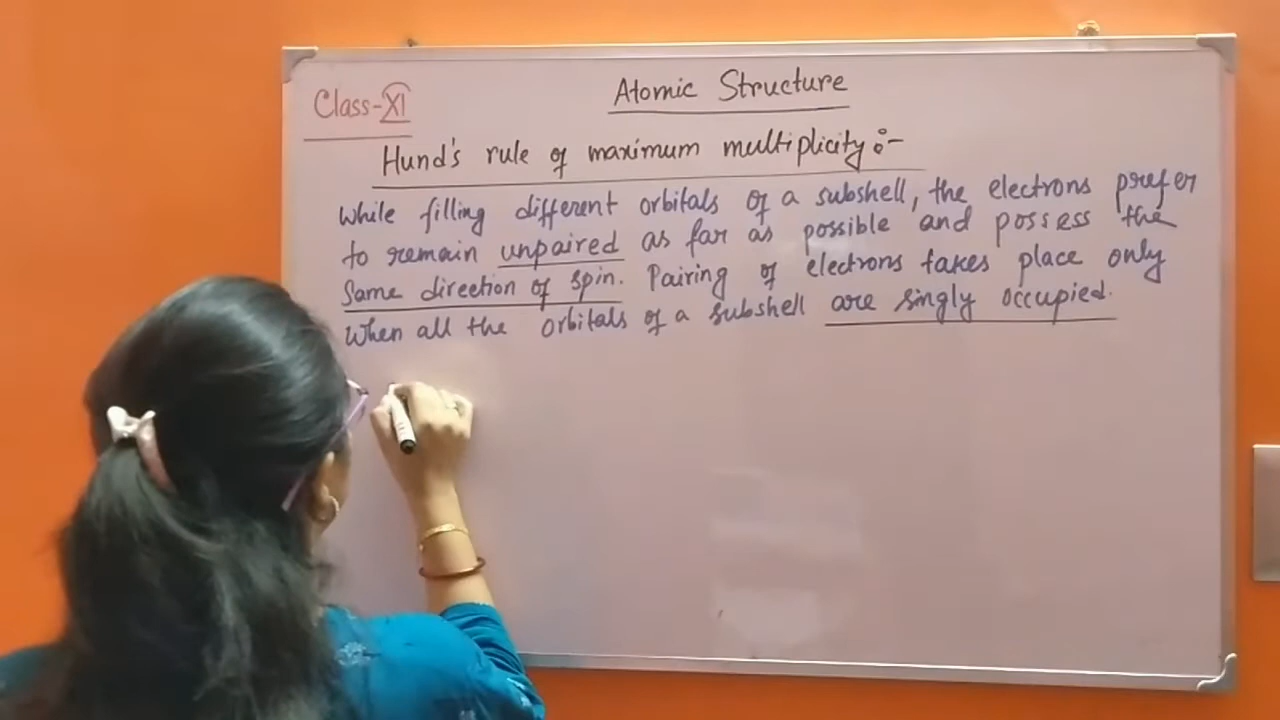 Class-XI
Atomic Structure
Hund's rule of maximum multiplicity:-
While filling different orbitals of a subshell, the electrons prefer
to remain unpaired as far as possible and possess the
Same direction of spin. Pairing of electrons takes place only
When all the orbitals of a subshell are singly occupied.